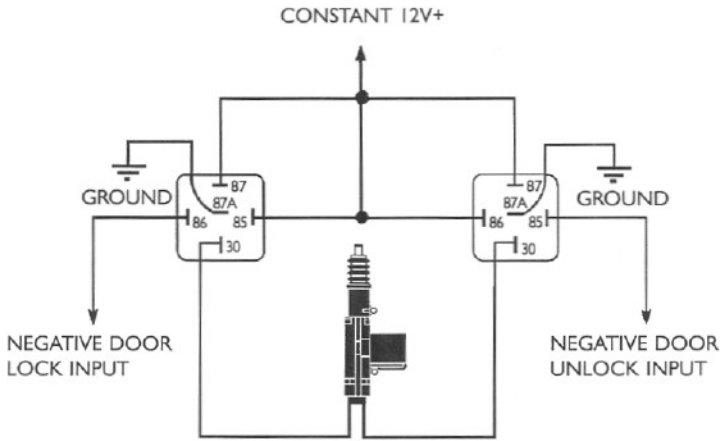 CONSTANT 12V+
87
87A
86
85
30
GROUND
87
87A
86
85
30
GROUND
NEGATIVE DOOR
LOCK INPUT
NEGATIVE DOOR
UNLOCK INPUT